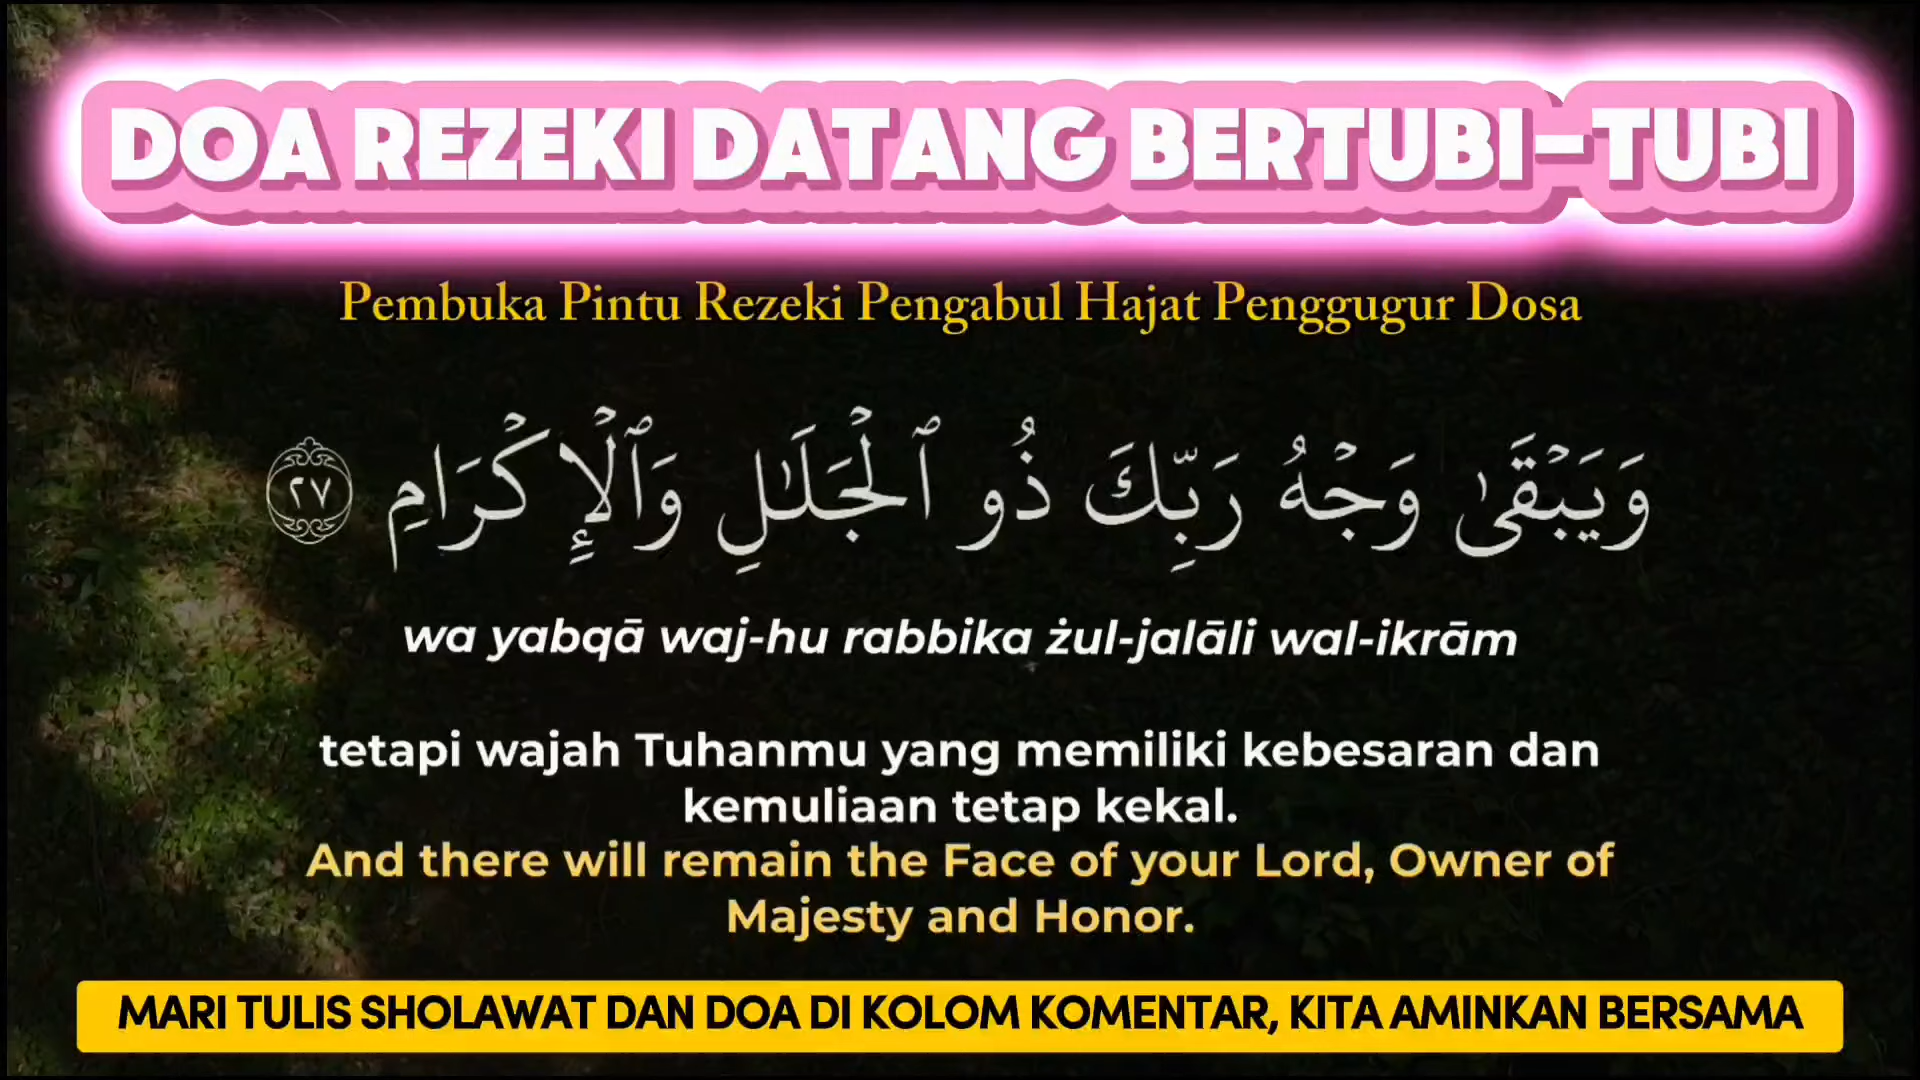 DOA REZEKI DATANG BERTUBI-TUBI
Pembuka Pintu Rezeki Pengabul Hajat Penggugur Dosa
وَيَبۡقَىٰ وَجۡهُ رَبِّكَ ذُو ٱلۡجَلَٰلِ وَٱلۡإِكۡرَامِ ٢٧
wa yabqā waj-hu rabbika żul-jalāli wal-ikrām
tetapi wajah Tuhanmu yang memiliki kebesaran dan
kemuliaan tetap kekal.
And there will remain the Face of your Lord, Owner of
Majesty and Honor.
MARI TULIS SHOLAWAT DAN DOA DI KOLOM KOMENTAR, KITA AMINKAN BERSAMA